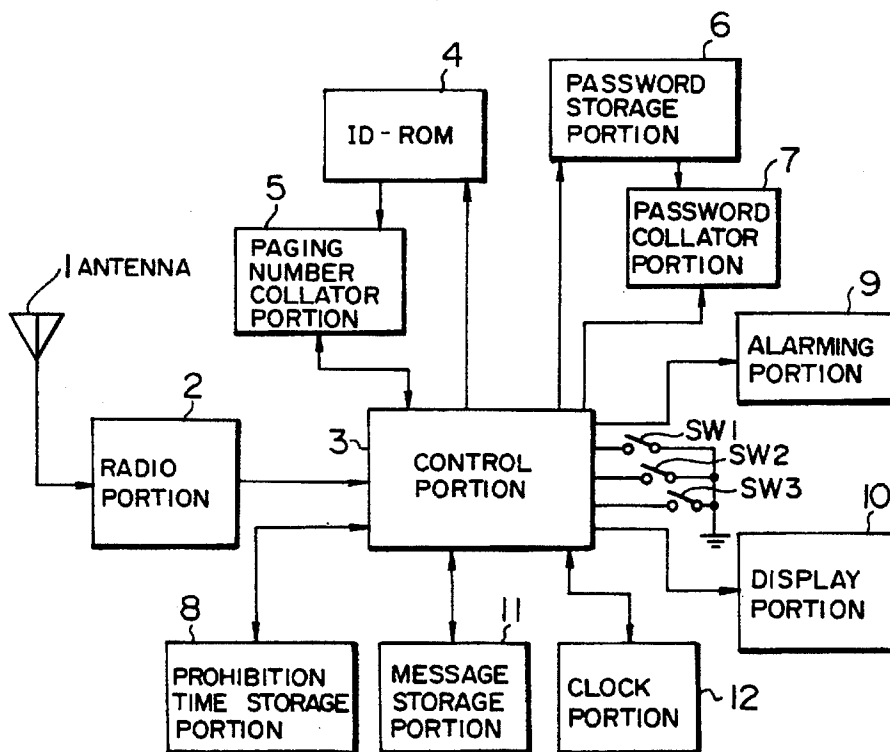 6
4
PASSWORD
STORAGE
PORTION
ID-ROM
7
5
PASSWORD
COLLATOR
PORTION
PAGING
NUMBER
COLLATOR
PORTION
1 ANTENNA
9
ALARMING
PORTION
2
3
SW1
RADIO
PORTION
CONTROL
PORTION
SW2
SW3
10
DISPLAY
PORTION
8
11
PROHIBITION
TIME STORAGE
PORTION
MESSAGE
STORAGE
PORTION
CLOCK
PORTION
12